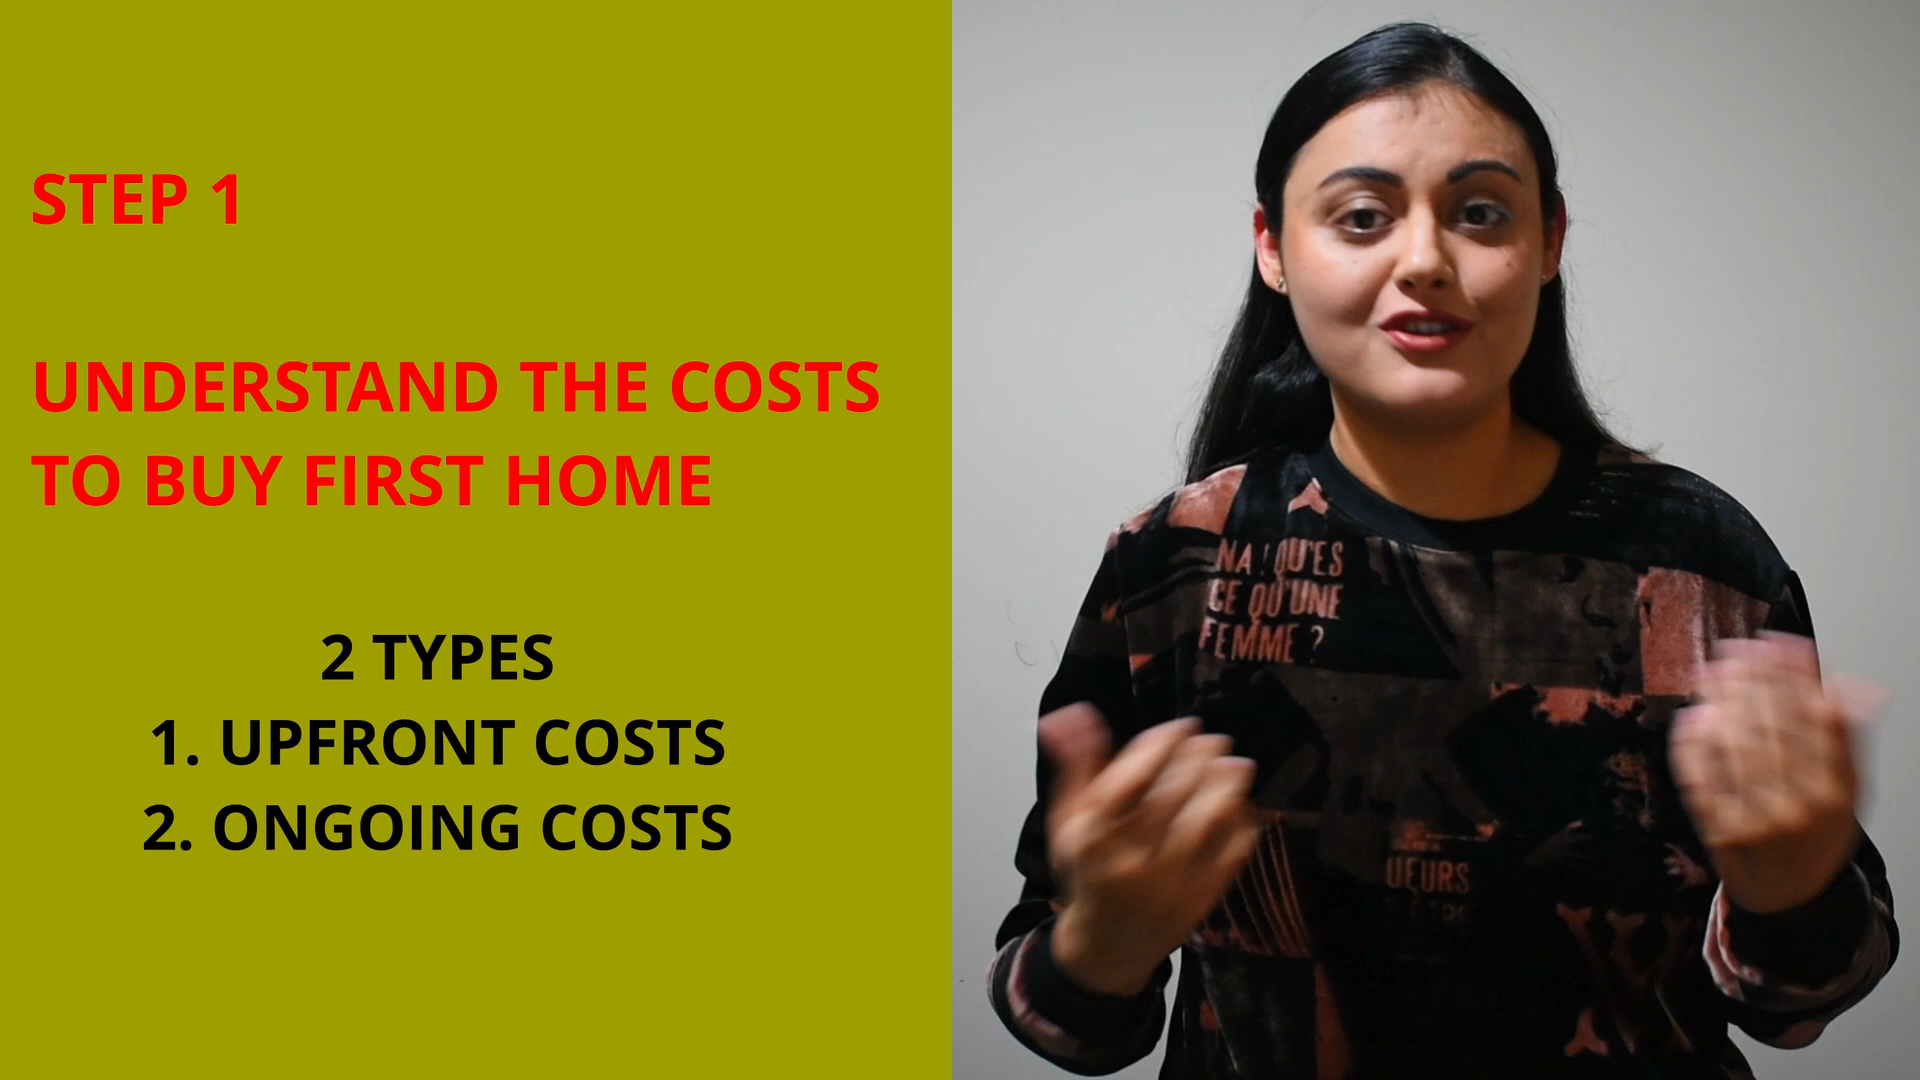 STEP 1
UNDERSTAND THE COSTS
TO BUY FIRST HOME
2 TYPES
1. UPFRONT COSTS
2. ONGOING COSTS
NA ! QU'ES
CE QU'UNE
FEMME ?
UEURS